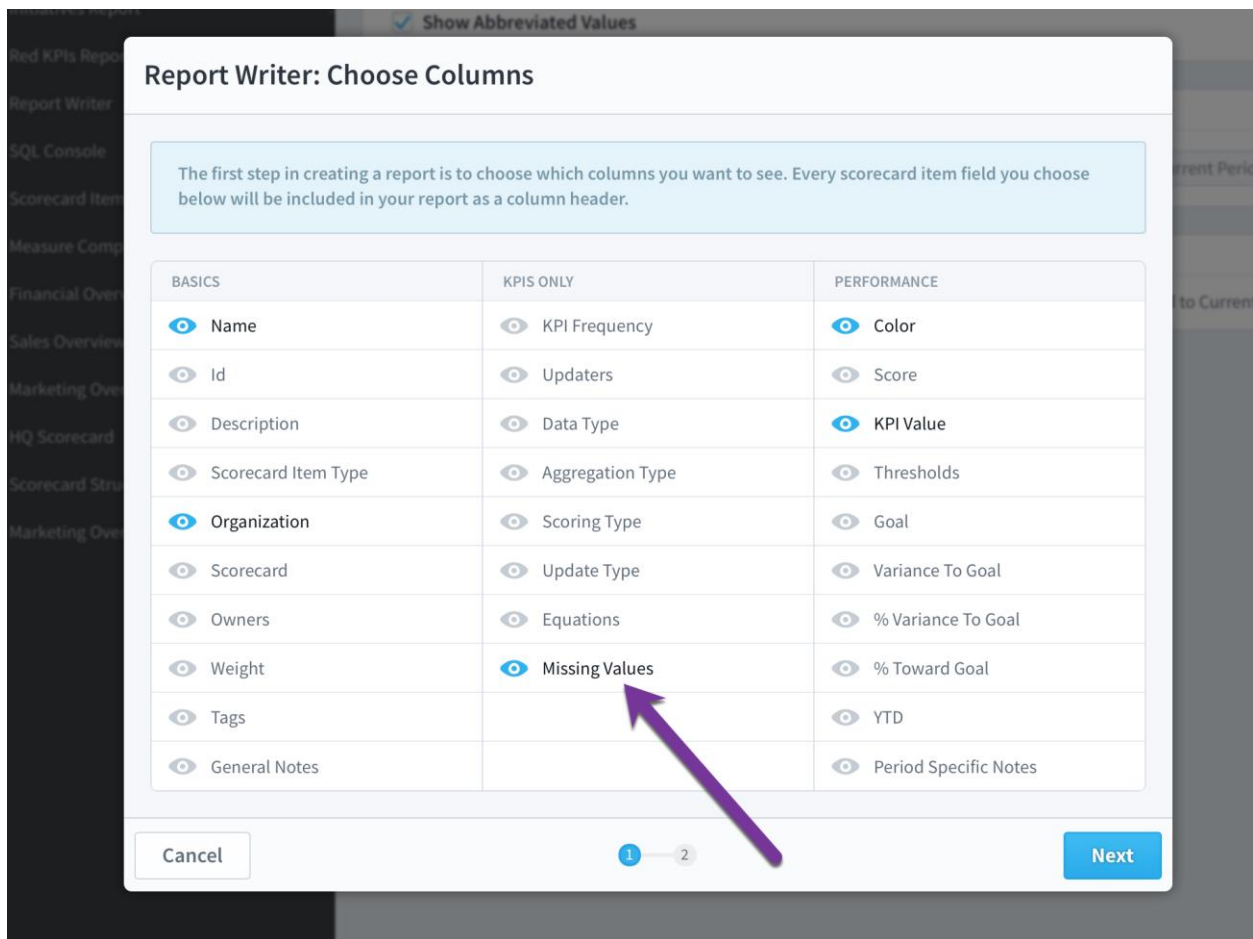 Initiatives Report
Show Abbreviated Values
Red KPIs Repo
Report Writer
SQL Console
Scorecard Item
Measure Comp
Financial Over
Sales Overview
Marketing Over
HQ Scorecard
Scorecard Stru
Marketing Over
Report Writer: Choose Columns
The first step in creating a report is to choose which columns you want to see. Every scorecard item field you choose
below will be included in your report as a column header.
rrent Perio
to Current
BASICS
Name
Id
Description
Scorecard Item Type
Organization
Scorecard
Owners
Weight
Tags
General Notes
KPIS ONLY
KPI Frequency
Updaters
Data Type
Aggregation Type
Scoring Type
Update Type
Equations
Missing Values
PERFORMANCE
Color
Score
KPI Value
Thresholds
Goal
Variance To Goal
% Variance To Goal
% Toward Goal
YTD
Period Specific Notes
Cancel
1 2
Next